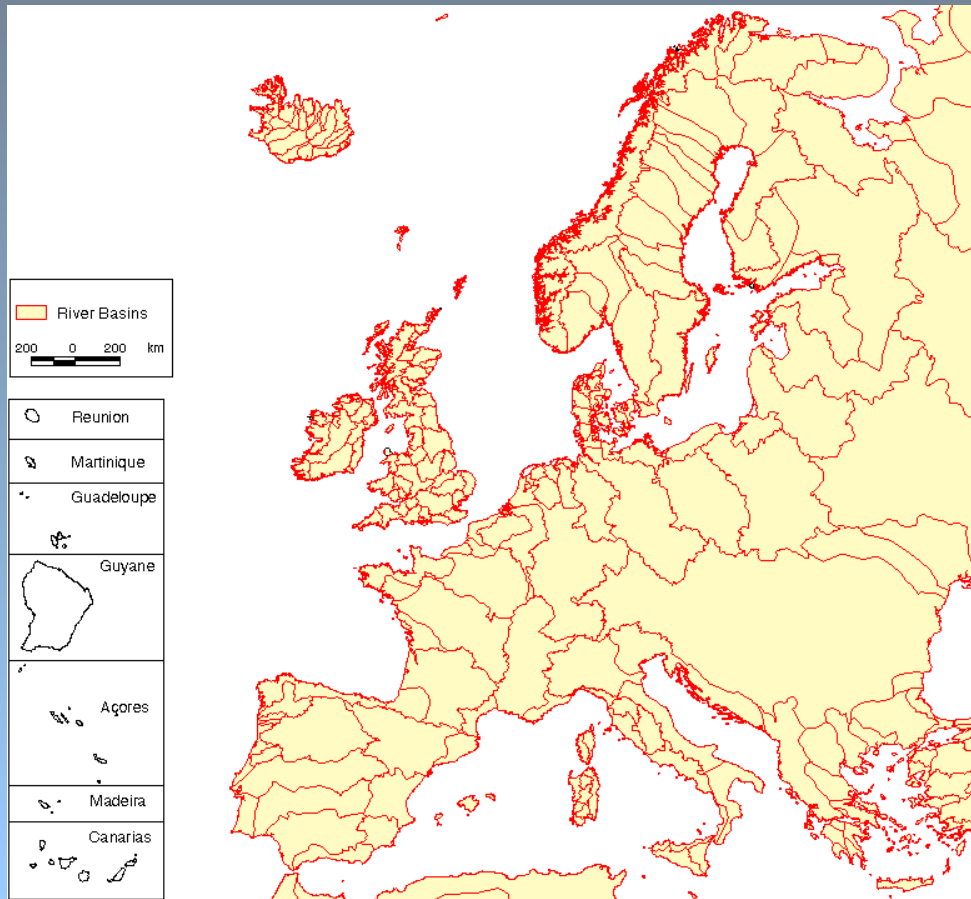 River Basins
200 0 200 km
Reunion
Martinique
Guadeloupe
Guyane
Açores
Madeira
Canarias